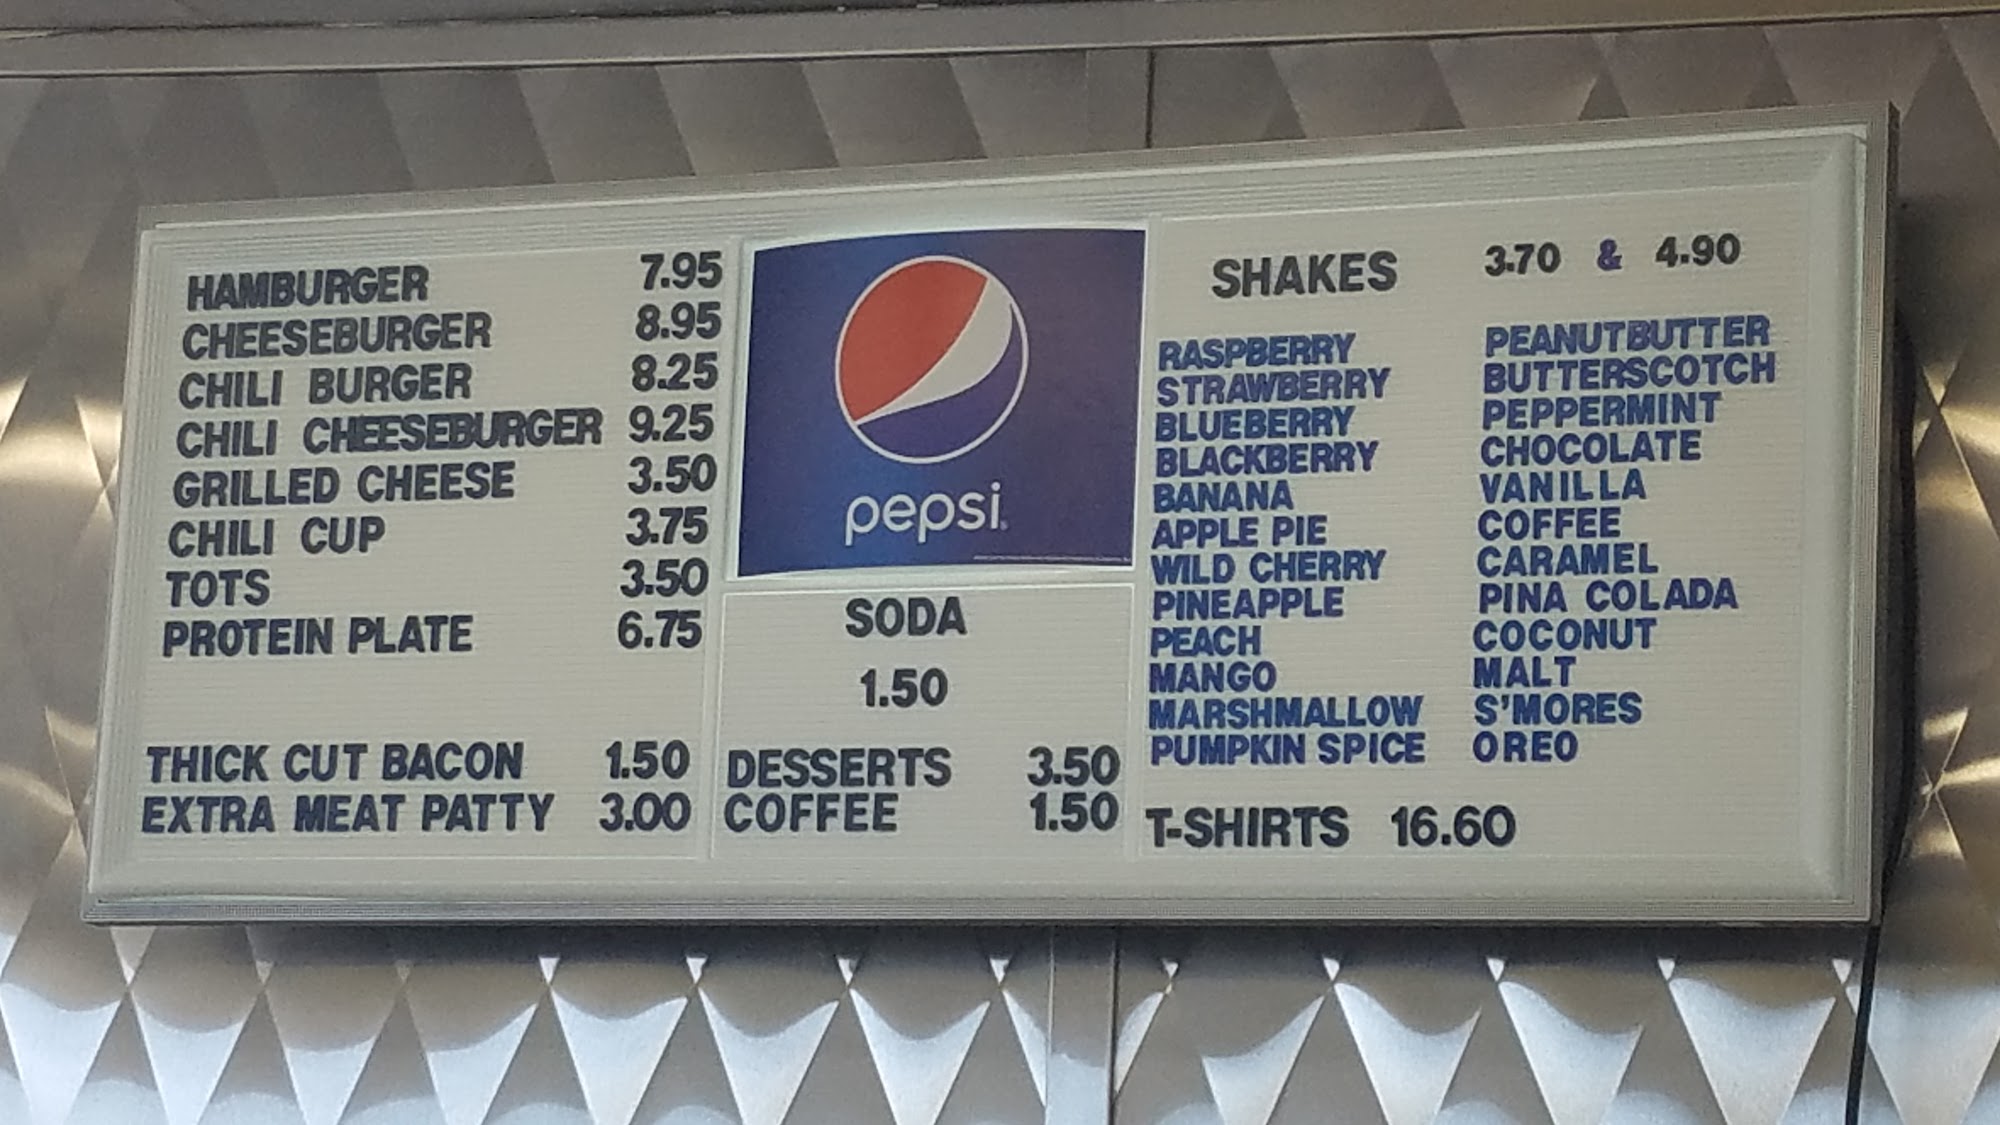 HAMBURGER 7.95
CHEESEBURGER 8.95
CHILI BURGER 8.25
CHILI CHEESEBURGER 9.25
GRILLED CHEESE 3.50
CHILI CUP 3.75
TOTS 3.50
PROTEIN PLATE 6.75
THICK CUT BACON 1.50
EXTRA MEAT PATTY 3.00
pepsi
SODA
1.50
DESSERTS 3.50
COFFEE 1.50
SHAKES 3.70 & 4.90
RASPBERRY
STRAWBERRY
BLUEBERRY
BLACKBERRY
BANANA
APPLE PIE
WILD CHERRY
PINEAPPLE
PEACH
MANGO
MARSHMALLOW
PUMPKIN SPICE
PEANUTBUTTER
BUTTERSCOTCH
PEPPERMINT
CHOCOLATE
VANILLA
COFFEE
CARAMEL
PINA COLADA
COCONUT
MALT
S'MORES
OREO
T-SHIRTS 16.60